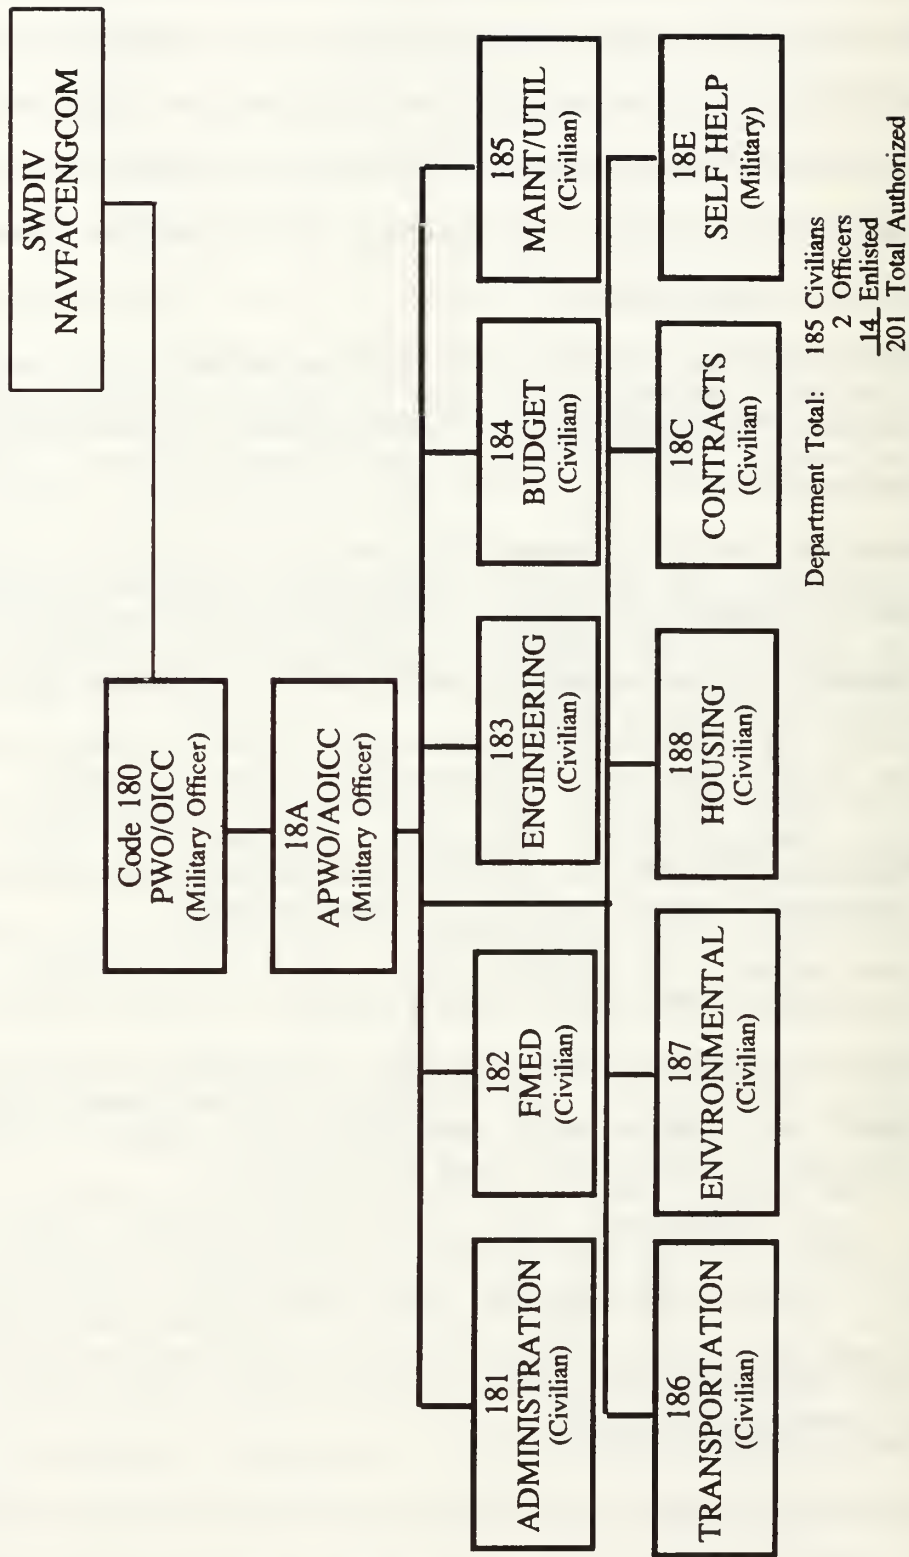 SWDIV
NAVFACENGCOM
Code 180
PWO/OICC
(Military Officer)
18A
APWO/AOICC
(Military Officer)
181
ADMINISTRATION
(Civilian)
182
FMED
(Civilian)
183
ENGINEERING
(Civilian)
184
BUDGET
(Civilian)
185
MAINT/UTIL
(Civilian)
186
TRANSPORTATION
(Civilian)
187
ENVIRONMENTAL
(Civilian)
188
HOUSING
(Civilian)
18C
CONTRACTS
(Civilian)
18E
SELF HELP
(Military)
Department Total: 185 Civilians
2 Officers
14 Enlisted
201 Total Authorized